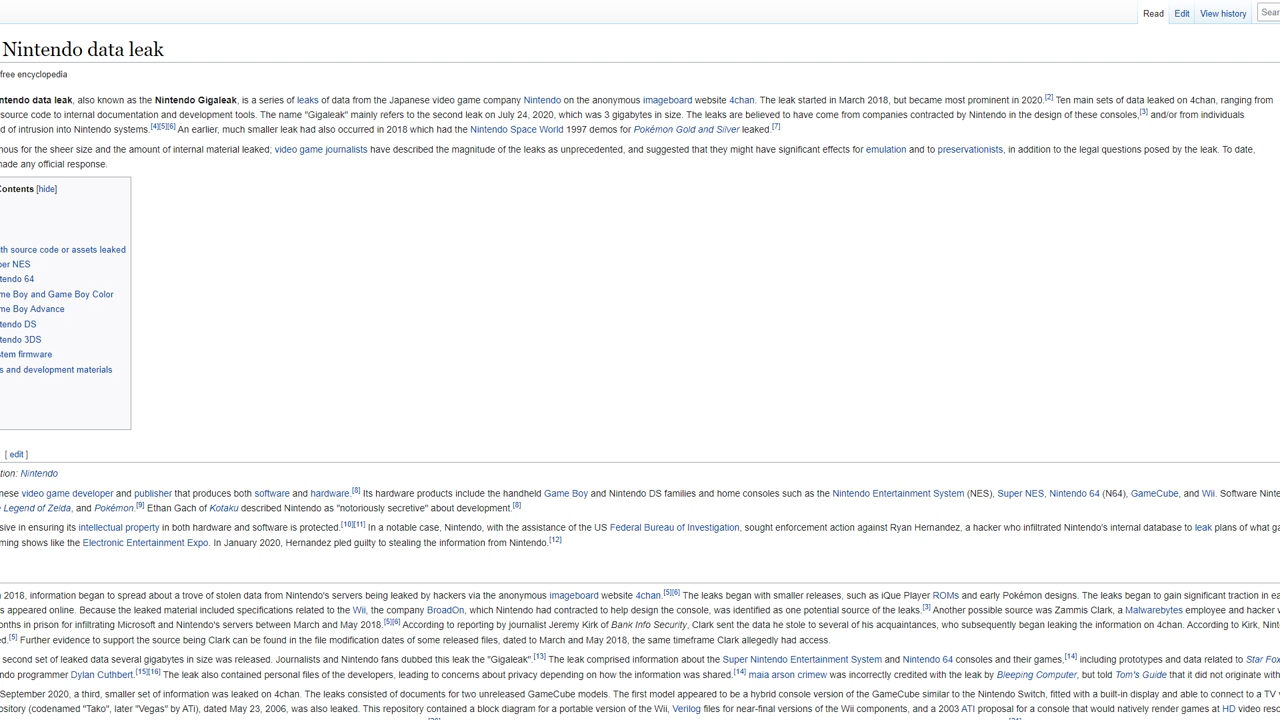 Read Edit View history Sear
Nintendo data leak
free encyclopedia
ntendo data leak, also known as the Nintendo Gigaleak, is a series of leaks of data from the Japanese video game company Nintendo on the anonymous imageboard website 4chan. The leak started in March 2018, but became most prominent in 2020.[2] Ten main sets of data leaked on 4chan, ranging from
source code to internal documentation and development tools. The name "Gigaleak" mainly refers to the second leak on July 24, 2020, which was 3 gigabytes in size. The leaks are believed to have come from companies contracted by Nintendo in the design of these consoles,[3] and/or from individuals
d of intrusion into Nintendo systems.[4][5][6] An earlier, much smaller leak had also occurred in 2018 which had the Nintendo Space World 1997 demos for Pokémon Gold and Silver leaked.[7]
nous for the sheer size and the amount of internal material leaked; video game journalists have described the magnitude of the leaks as unprecedented, and suggested that they might have significant effects for emulation and to preservationists, in addition to the legal questions posed by the leak. To date,
made any official response.
Contents [hide]
th source code or assets leaked
per NES
tendo 64
me Boy and Game Boy Color
me Boy Advance
tendo DS
tendo 3DS
stem firmware
s and development materials
[ edit ]
tion: Nintendo
nese video game developer and publisher that produces both software and hardware.[8] Its hardware products include the handheld Game Boy and Nintendo DS families and home consoles such as the Nintendo Entertainment System (NES), Super NES, Nintendo 64 (N64), GameCube, and Wii. Software Ninte
e Legend of Zelda, and Pokémon.[9] Ethan Gach of Kotaku described Nintendo as "notoriously secretive" about development.[8]
sive in ensuring its intellectual property in both hardware and software is protected.[10][11] In a notable case, Nintendo, with the assistance of the US Federal Bureau of Investigation, sought enforcement action against Ryan Hernandez, a hacker who infiltrated Nintendo's internal database to leak plans of what ga
ming shows like the Electronic Entertainment Expo. In January 2020, Hernandez pled guilty to stealing the information from Nintendo.[12]
2018, information began to spread about a trove of stolen data from Nintendo's servers being leaked by hackers via the anonymous imageboard website 4chan.[5][6] The leaks began with smaller releases, such as iQue Player ROMs and early Pokémon designs. The leaks began to gain significant traction in ea
s appeared online. Because the leaked material included specifications related to the Wii, the company BroadOn, which Nintendo had contracted to help design the console, was identified as one potential source of the leaks.[3] Another possible source was Zammis Clark, a Malwarebytes employee and hacker w
onths in prison for infiltrating Microsoft and Nintendo's servers between March and May 2018.[5][6] According to reporting by journalist Jeremy Kirk of Bank Info Security, Clark sent the data he stole to several of his acquaintances, who subsequently began leaking the information on 4chan. According to Kirk, Nint
ed.[5] Further evidence to support the source being Clark can be found in the file modification dates of some released files, dated to March and May 2018, the same timeframe Clark allegedly had access.
second set of leaked data several gigabytes in size was released. Journalists and Nintendo fans dubbed this leak the "Gigaleak".[13] The leak comprised information about the Super Nintendo Entertainment System and Nintendo 64 consoles and their games,[14] including prototypes and data related to Star Fox
ndo programmer Dylan Cuthbert.[15][16] The leak also contained personal files of the developers, leading to concerns about privacy depending on how the information was shared.[14] maia arson crimew was incorrectly credited with the leak by Bleeping Computer, but told Tom's Guide that it did not originate with
September 2020, a third, smaller set of information was leaked on 4chan. The leaks consisted of documents for two unreleased GameCube models. The first model appeared to be a hybrid console version of the GameCube similar to the Nintendo Switch, fitted with a built-in display and able to connect to a TV v
ository (codenamed "Tako", later "Vegas" by ATi), dated May 23, 2006, was also leaked. This repository contained a block diagram for a portable version of the Wii, Verilog files for near-final versions of the Wii components, and a 2003 ATI proposal for a console that would natively render games at HD video reso